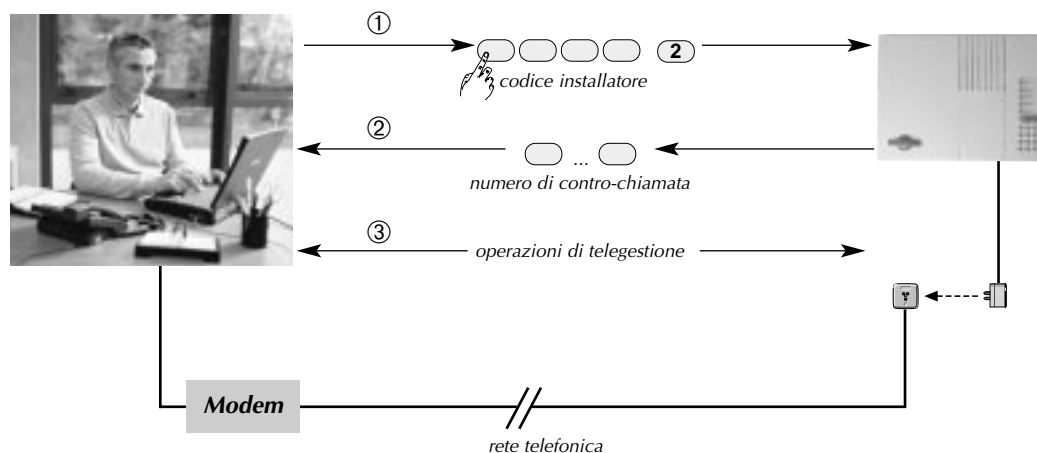 ①
2
codice installatore
②
...
numero di contro-chiamata
③
operazioni di telegestione
Modem
rete telefonica